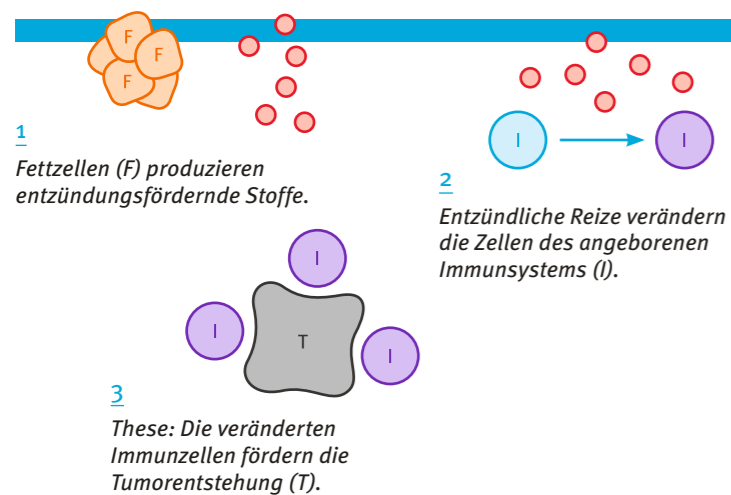 F
F
F
1
Fettzellen (F) produzieren
entzündungsfördernde Stoffe.
I
I
2
Entzündliche Reize verändern
die Zellen des angeborenen
Immunsystems (I).
I
I
T
I
3
These: Die veränderten
Immunzellen fördern die
Tumorentstehung (T).